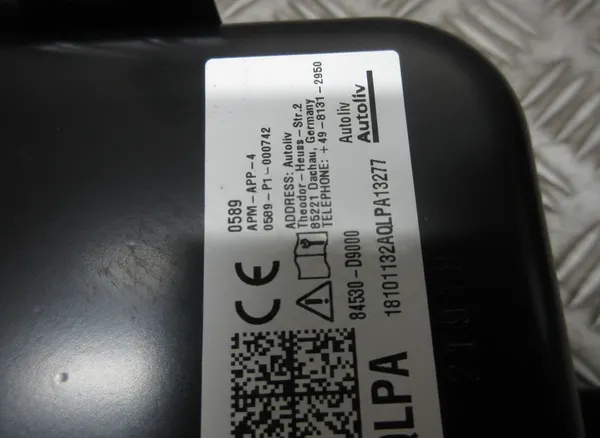 0589
APM-APP-4
0589-P1-000742
ADDRESS: Autoliv
Theodor-Heuss-Str.2
85221 Dachau, Germany
TELEPHONE: +49-8131-2950
CE
84530-D9000
Autoliv
Autoliv
18101132AQLPA13277
QLPA